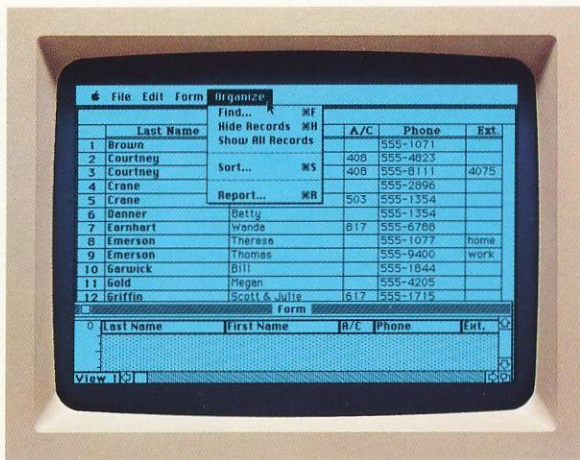 File Edit Form Organize
Find... ⌘F
Hide Records ⌘H
Show All Records
Sort... ⌘S
Report... ⌘R
Last Name A/C Phone Ext.
1 Brown 555-1071
2 Courtney 408 555-4823
3 Courtney 408 555-8111 4075
4 Crane 555-2896
5 Crane 503 555-1354
6 Danner Betty 555-1354
7 Earnhart Wanda 817 555-6788
8 Emerson Theresa 555-1077 home
9 Emerson Thomas 555-9400 work
10 Garwick Bill 555-1844
11 Gold Megan 555-4205
12 Griffin Scott & Julie 617 555-1715
Form
0 Last Name First Name A/C Phone Ext.
View 1